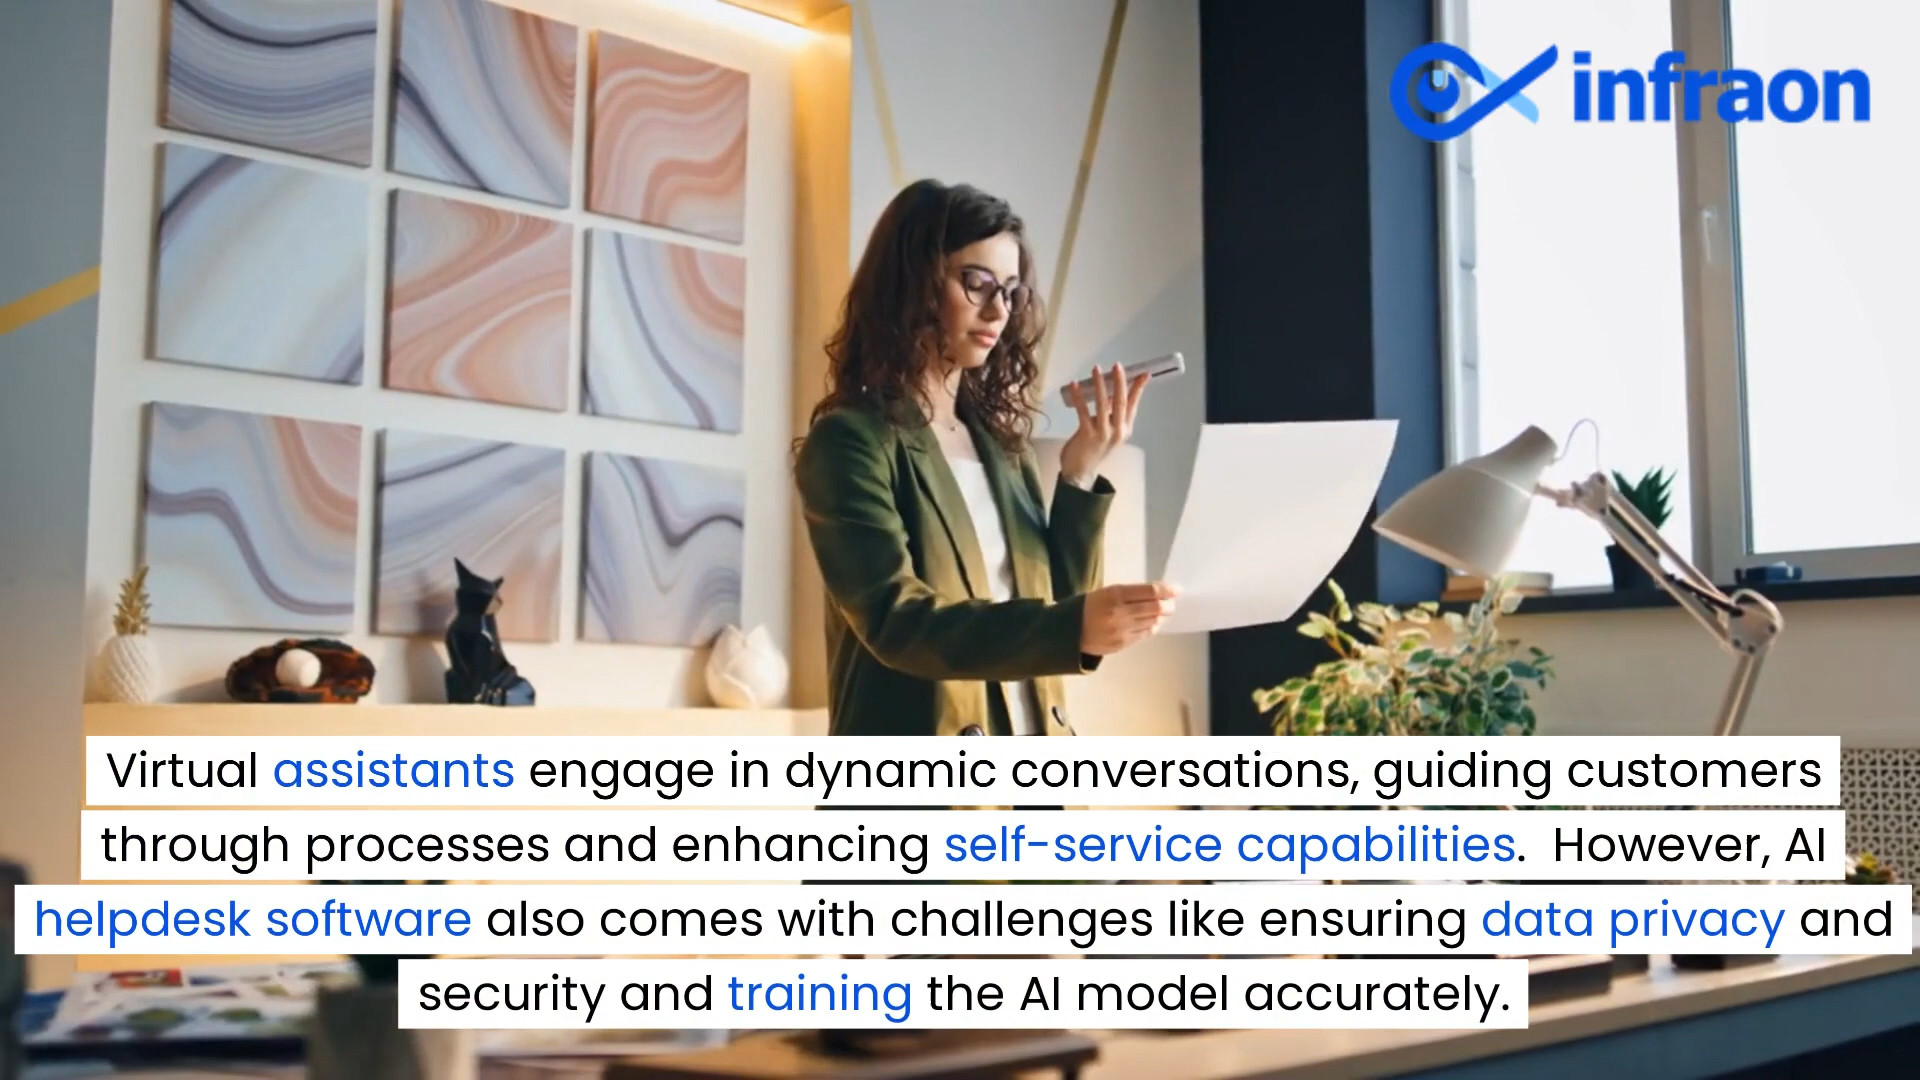 infraon
Virtual assistants engage in dynamic conversations, guiding customers
through processes and enhancing self-service capabilities.  However, AI
helpdesk software also comes with challenges like ensuring data privacy and
security and training the AI model accurately.